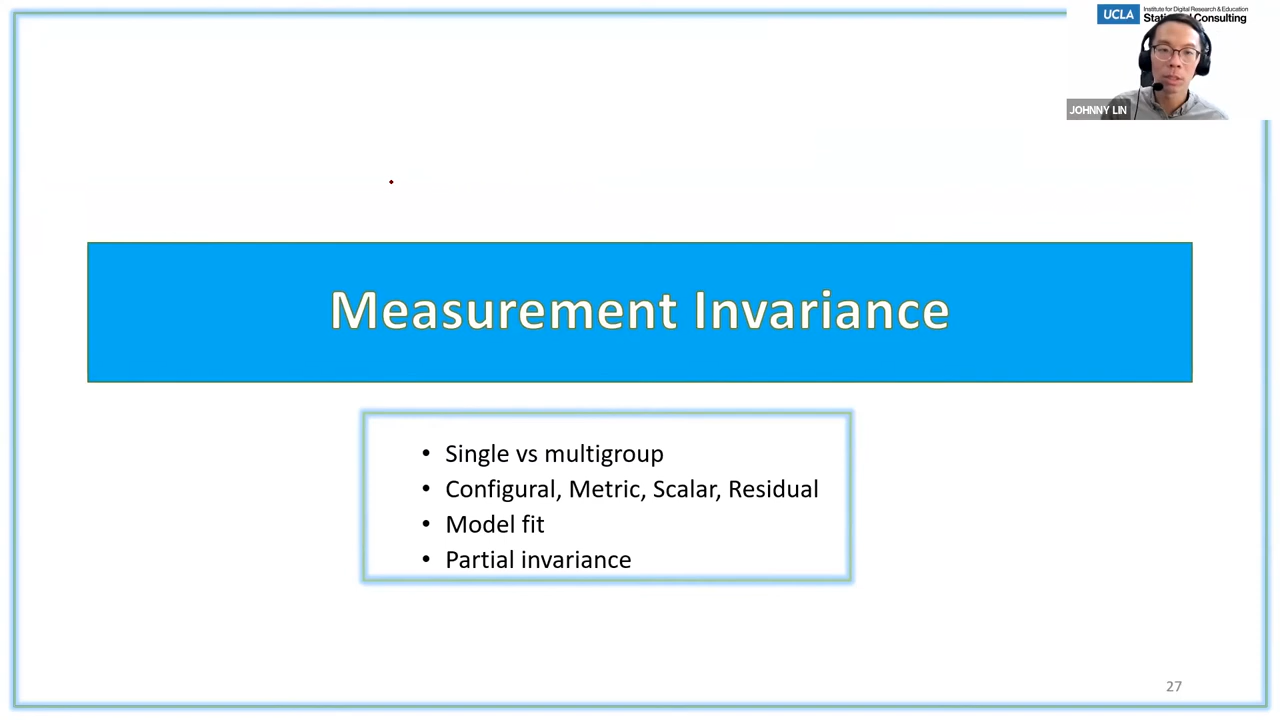 UCLA
Institute for Digital Research & Education
Consulting
JOHNNY LIN
Measurement Invariance
• Single vs multigroup
• Configural, Metric, Scalar, Residual
• Model fit
• Partial invariance
27